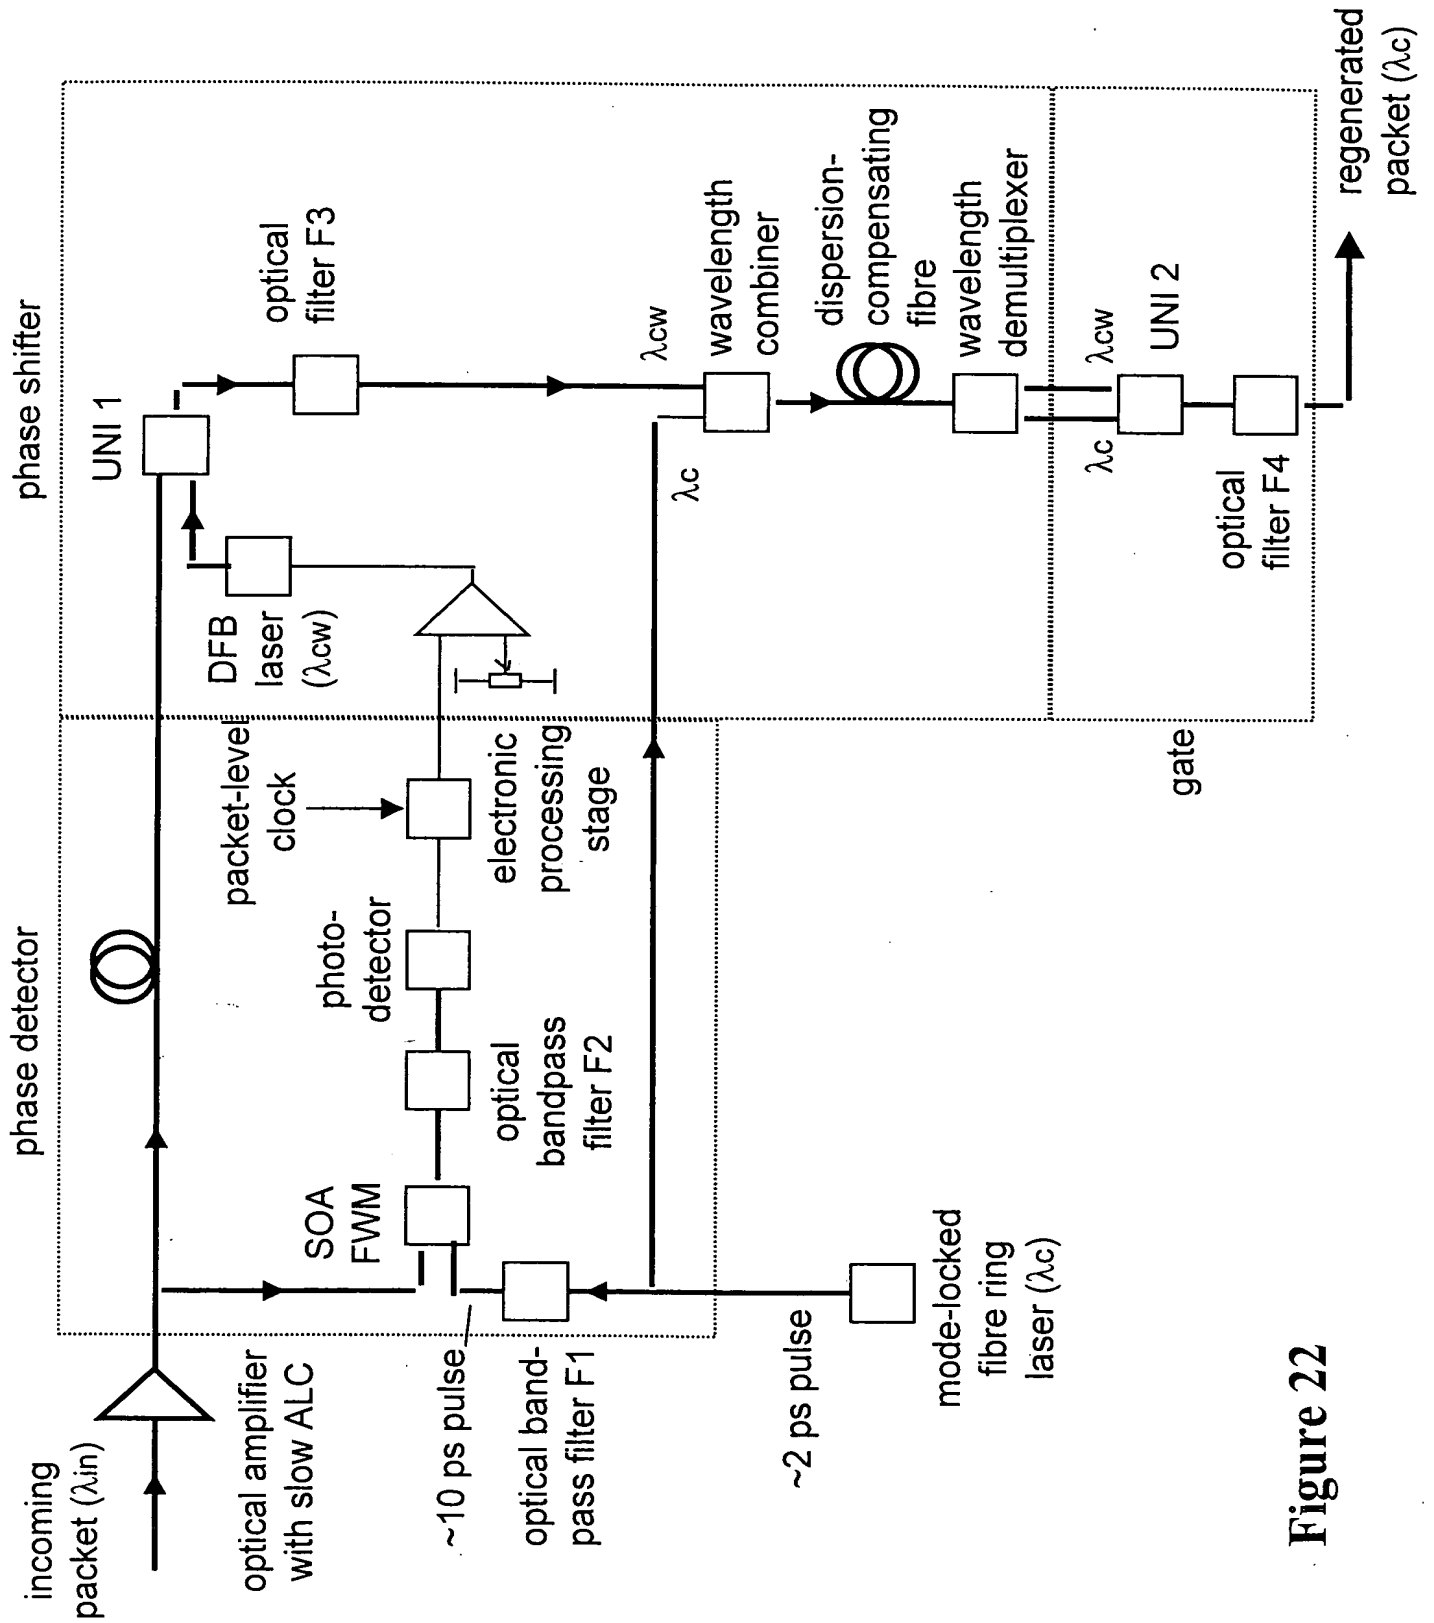 phase detector
phase shifter
incoming
packet (λin)
optical amplifier
with slow ALC
~10 ps pulse
optical band-
pass filter F1
~2 ps pulse
mode-locked
fibre ring
laser (λc)
SOA
FWM
optical
bandpass
filter F2
photo-
detector
packet-level
clock
electronic
processing
stage
DFB
laser
(λcw)
UNI 1
optical
filter F3
λc
λcw
wavelength
combiner
dispersion-
compensating
fibre
wavelength
demultiplexer
gate
λc
λcw
UNI 2
optical
filter F4
regenerated
packet (λc)
Figure 22